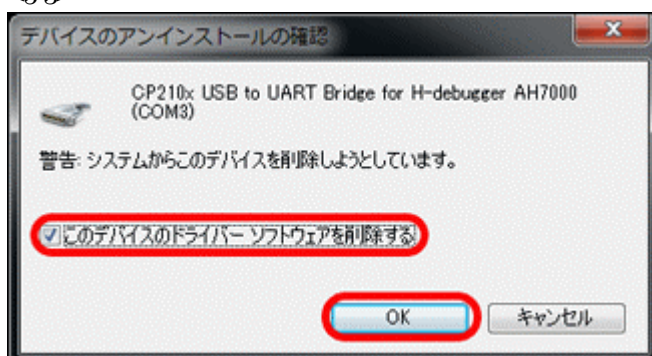 デバイスのアンインストールの確認
CP210x USB to UART Bridge for H-debugger AH7000
(COM3)
警告: システムからこのデバイスを削除しようとしています。
このデバイスのドライバー ソフトウェアを削除する
OK
キャンセル